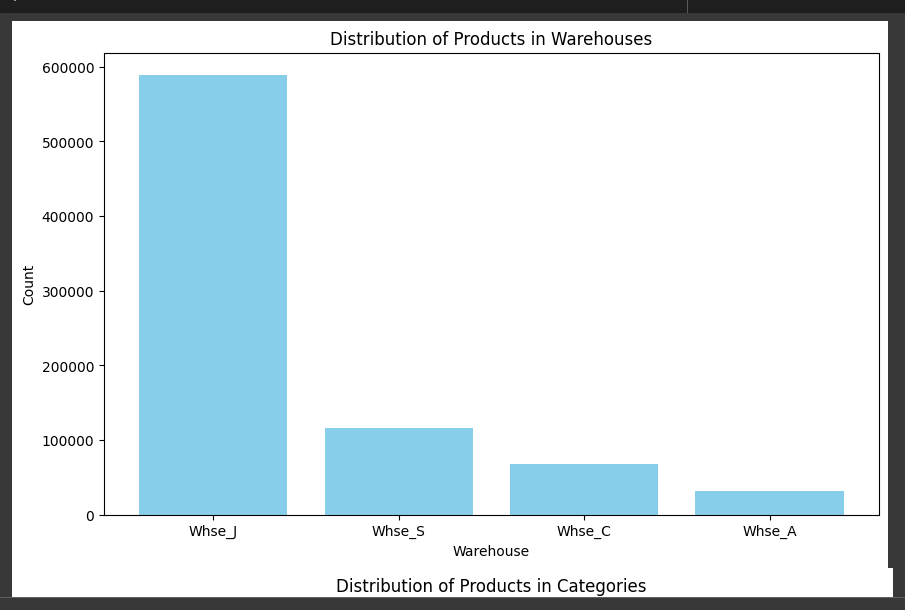 Distribution of Products in Warehouses
600000
500000
400000
300000
200000
100000
0
Count
Whse_J Whse_S Whse_C Whse_A
Warehouse
Distribution of Products in Categories